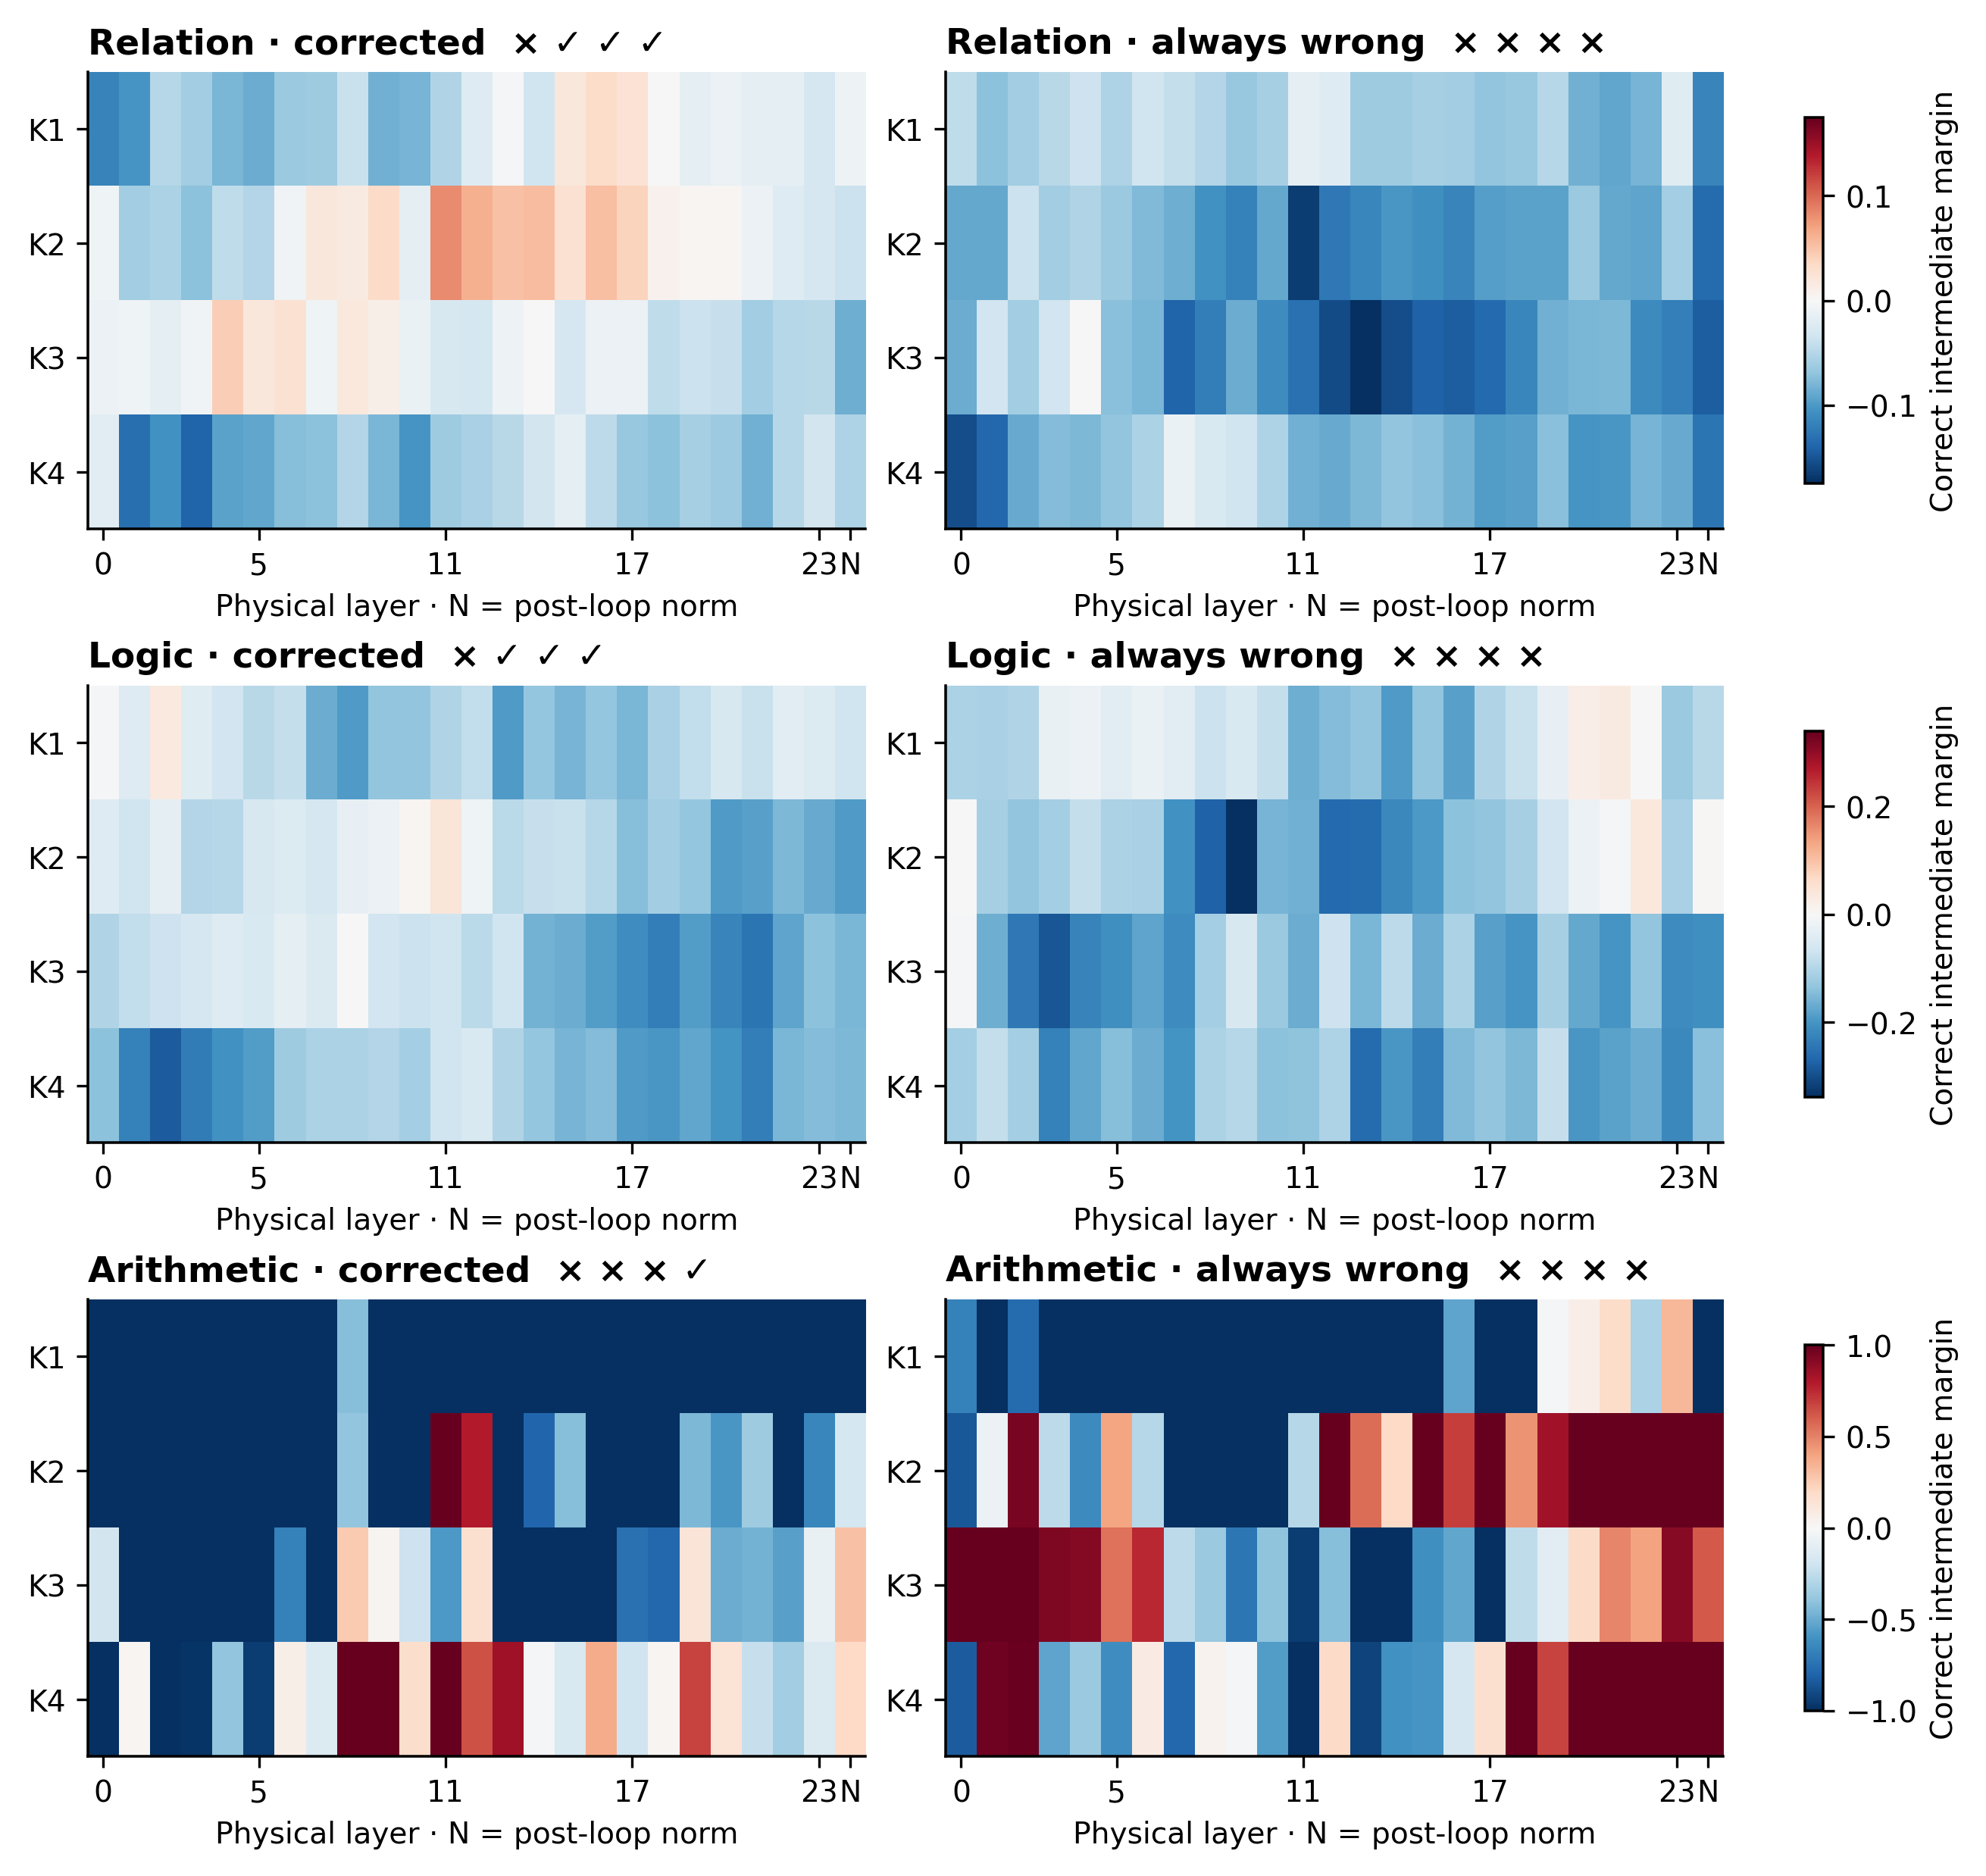 Relation · corrected × ✓ ✓ ✓
K1
K2
K3
K4
0 5 11 17 23 N
Physical layer · N = post-loop norm
Relation · always wrong × × × ×
K1
K2
K3
K4
0 5 11 17 23 N
Physical layer · N = post-loop norm
0.1
0.0
−0.1
Correct intermediate margin
Logic · corrected × ✓ ✓ ✓
K1
K2
K3
K4
0 5 11 17 23 N
Physical layer · N = post-loop norm
Logic · always wrong × × × ×
K1
K2
K3
K4
0 5 11 17 23 N
Physical layer · N = post-loop norm
0.2
0.0
−0.2
Correct intermediate margin
Arithmetic · corrected × × × ✓
K1
K2
K3
K4
0 5 11 17 23 N
Physical layer · N = post-loop norm
Arithmetic · always wrong × × × ×
K1
K2
K3
K4
0 5 11 17 23 N
Physical layer · N = post-loop norm
1.0
0.5
0.0
−0.5
−1.0
Correct intermediate margin